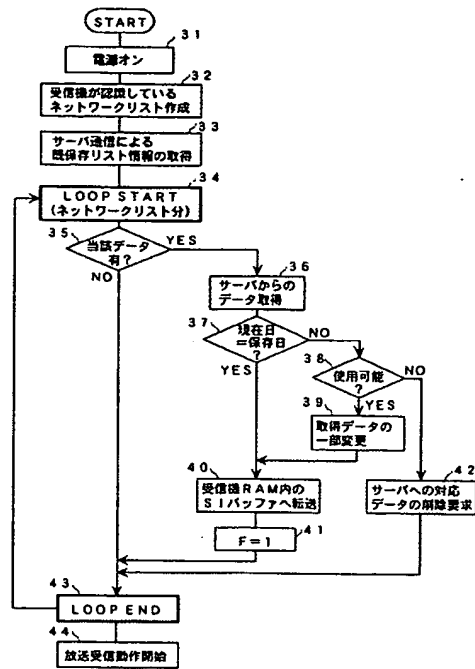 START
31
電源オン
32
受信機が認識している
ネットワークリスト作成
33
サーバ通信による
既保存リスト情報の取得
34
LOOP START
(ネットワークリスト分)
35
当該データ
有?
YES
NO
36
サーバからの
データ取得
37
現在日
=保存日
?
NO
YES
38
使用可能
?
NO
YES
39
取得データの
一部変更
40
受信機RAM内の
SIバッファへ転送
41
F=1
42
サーバへの対応
データの削除要求
43
LOOP END
44
放送受信動作開始